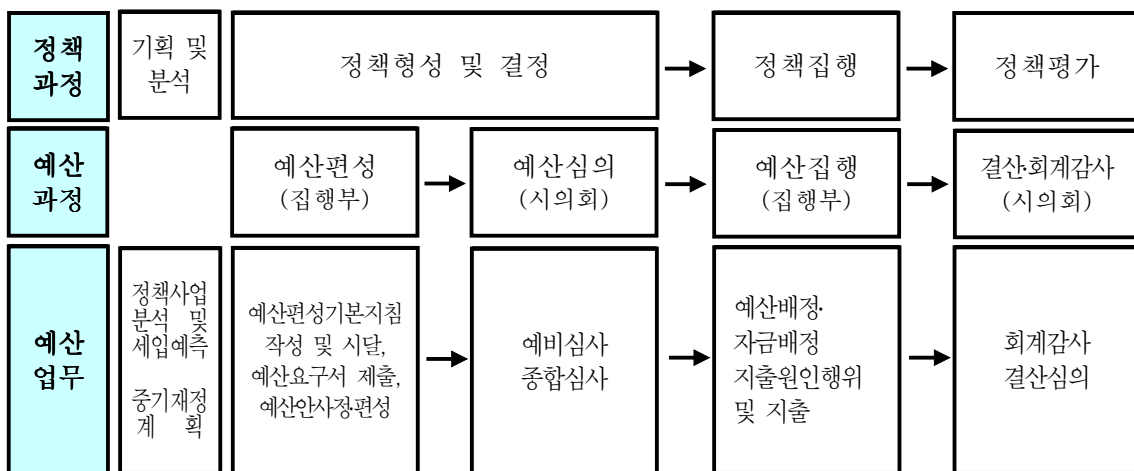 정책
과정
기획 및
분석
정책형성 및 결정
정책집행
정책평가
예산
과정
예산편성
(집행부)
예산심의
(시의회)
예산집행
(집행부)
결산·회계감사
(시의회)
예산
업무
정책사업
분석 및
세입예측
중기재정
계 획
예산편성기본지침
작성 및 시달,
예산요구서 제출,
예산안사정·편성
예비심사
종합심사
예산배정·
자금배정
지출원인행위
및 지출
회계감사
결산심의